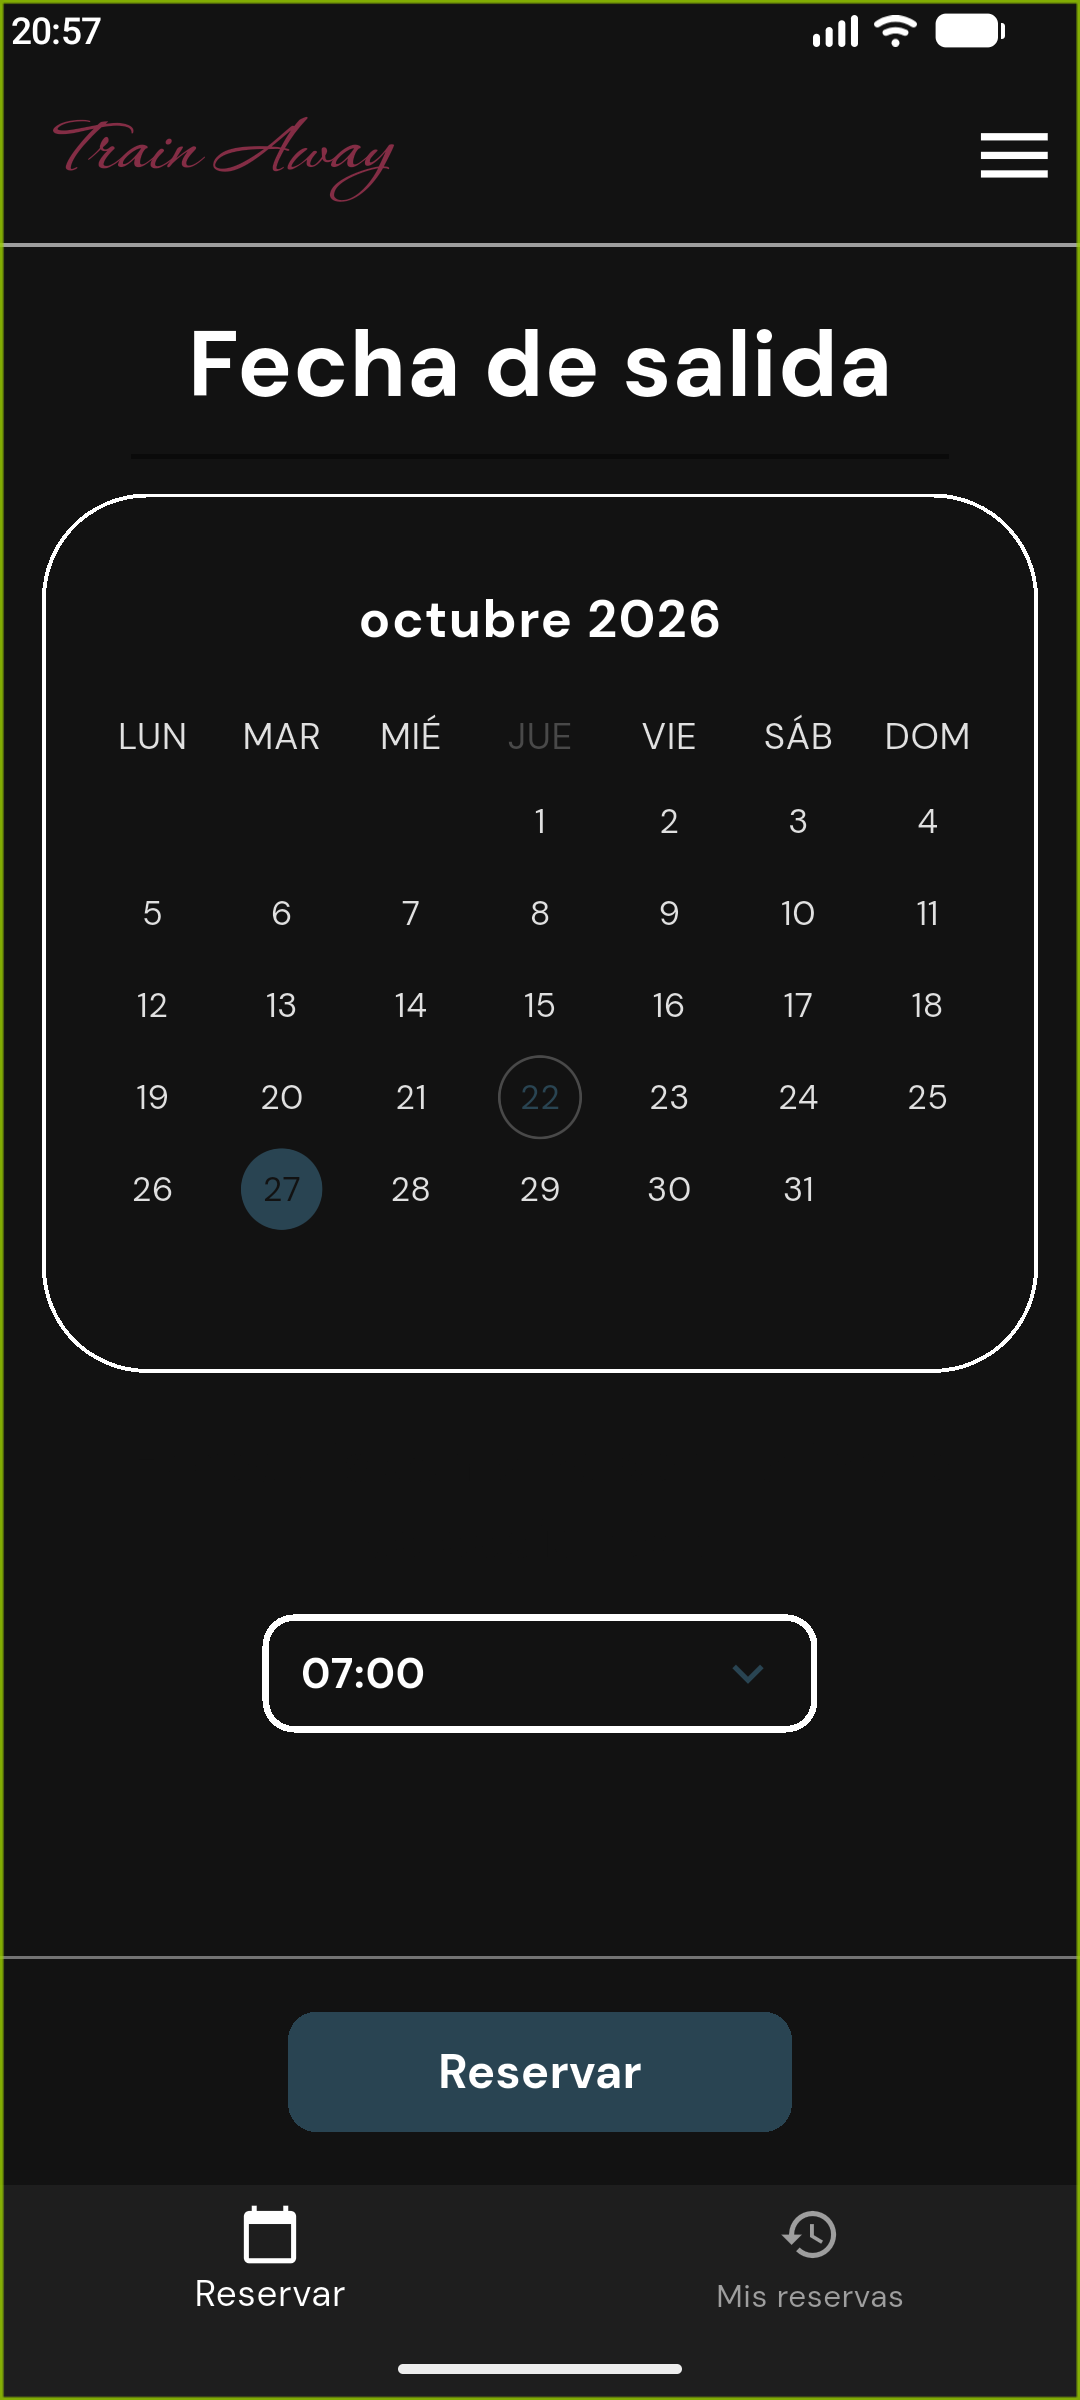 20:57
Train Away
Fecha de salida
octubre 2026
LUN MAR MIÉ JUE VIE SÁB DOM
1 2 3 4
5 6 7 8 9 10 11
12 13 14 15 16 17 18
19 20 21 22 23 24 25
26 27 28 29 30 31
07:00
Reservar
Reservar Mis reservas